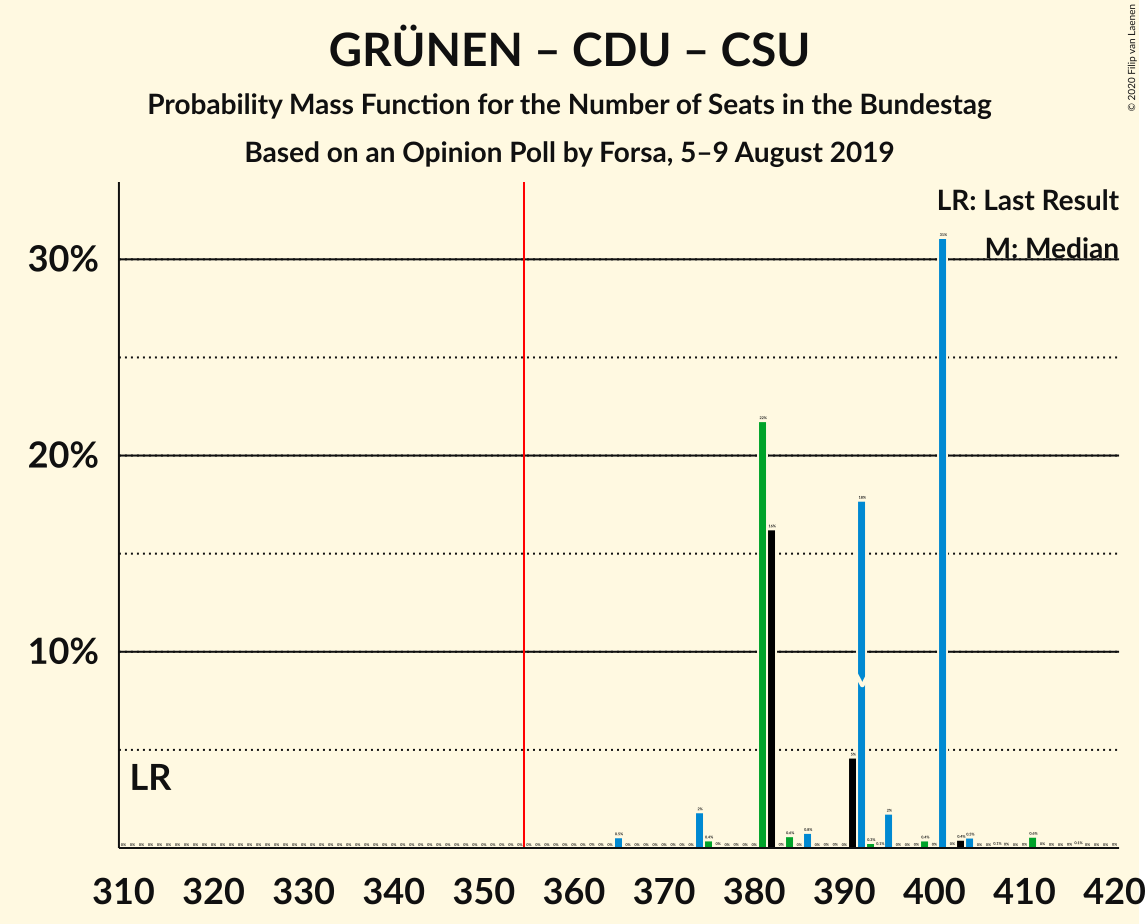 GRÜNEN – CDU – CSU
Probability Mass Function for the Number of Seats in the Bundestag
Based on an Opinion Poll by Forsa, 5–9 August 2019
© 2020 Filip van Laenen
LR: Last Result
M: Median
30%
20%
10%
LR
310 320 330 340 350 360 370 380 390 400 410 420